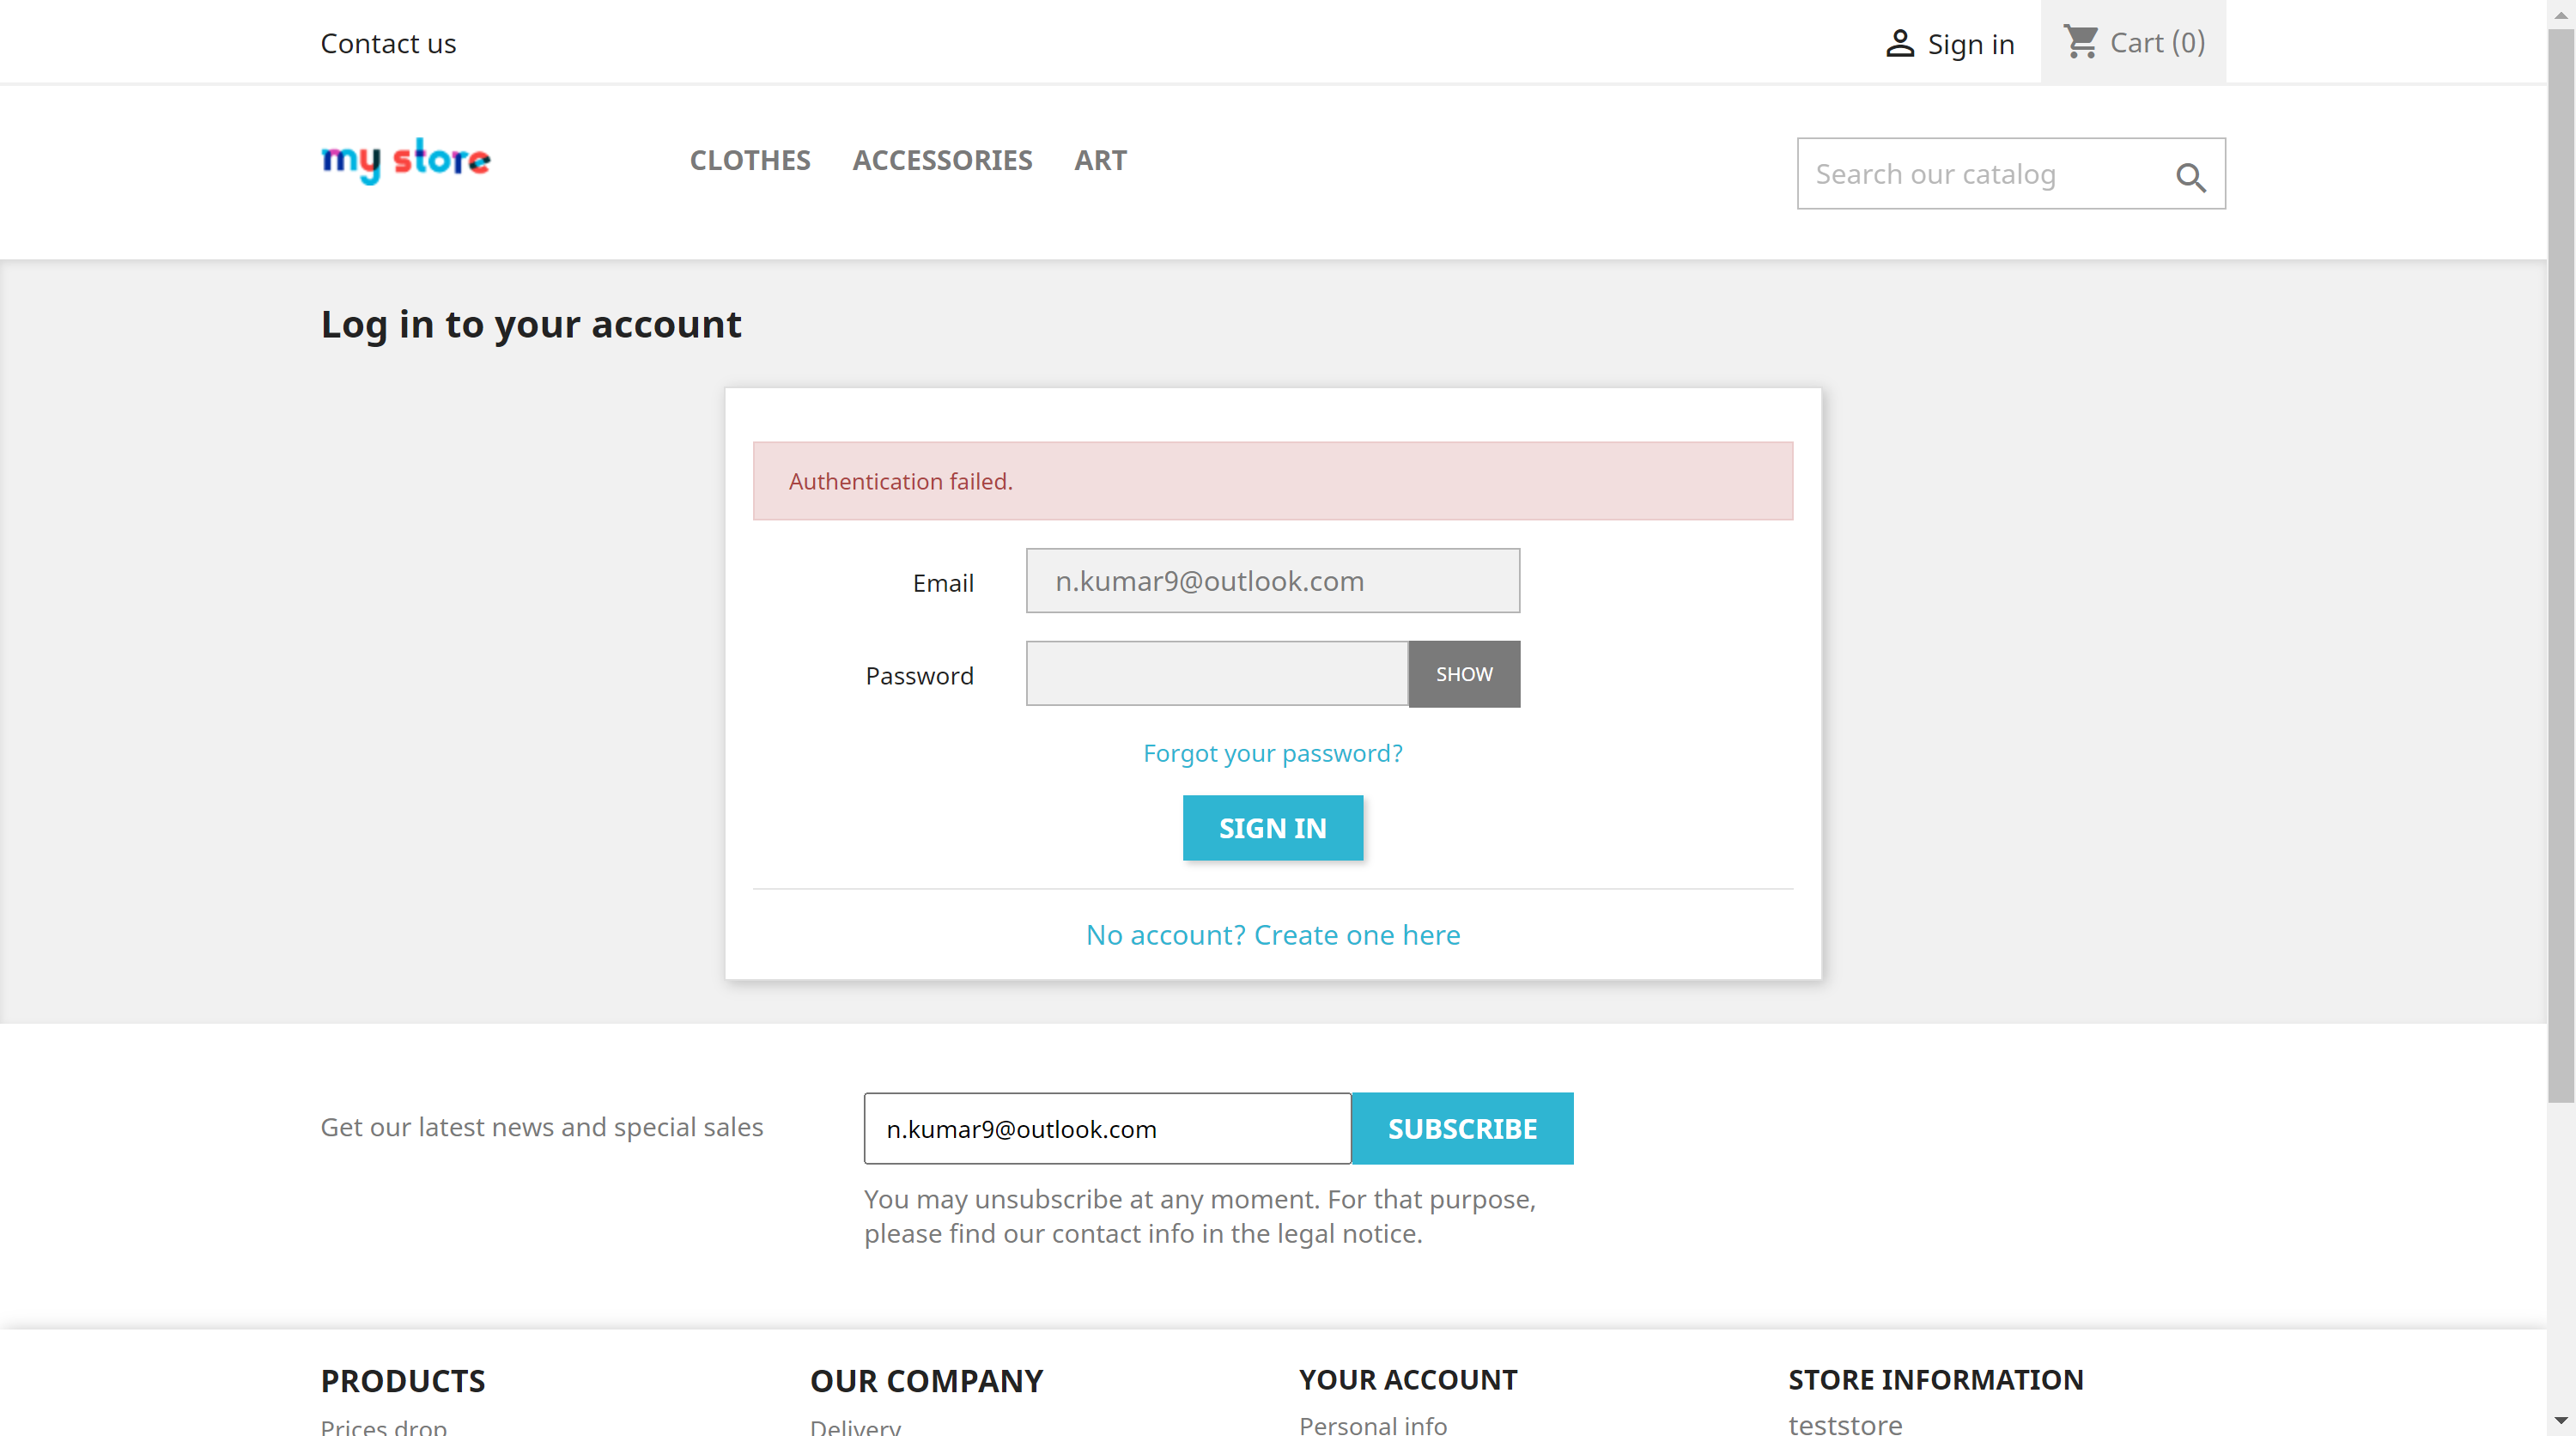 Contact us
Sign in
Cart (0)
my store
CLOTHES
ACCESSORIES
ART
Search our catalog
Log in to your account
Authentication failed.
Email
n.kumar9@outlook.com
Password
SHOW
Forgot your password?
SIGN IN
No account? Create one here
Get our latest news and special sales
n.kumar9@outlook.com
SUBSCRIBE
You may unsubscribe at any moment. For that purpose,
please find our contact info in the legal notice.
PRODUCTS
Prices drop
OUR COMPANY
Delivery
YOUR ACCOUNT
Personal info
STORE INFORMATION
teststore